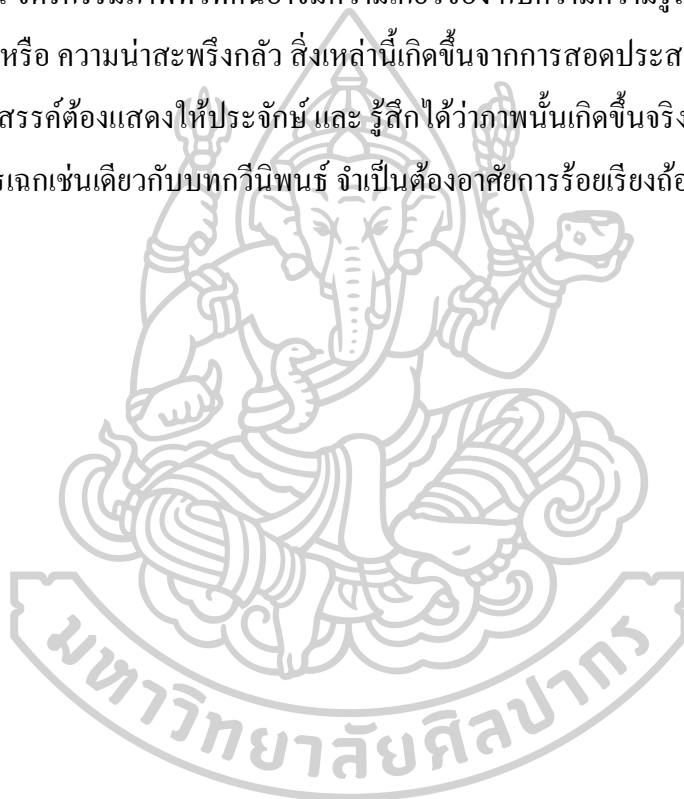 หรือ ความน่าสะพรึงกลัว สิ่งเหล่านี้เกิดขึ้นจากการสอดประส
สรรค์ต้องแสดงให้ประจักษ์ และ รู้สึกได้ว่าภาพนั้นเกิดขึ้นจริง
รเฉกเช่นเดียวกับบทกวีนิพนธ์ จำเป็นต้องอาศัยการร้อยเรียงถ้อ
มหาวิทยาลัยศิลปากร